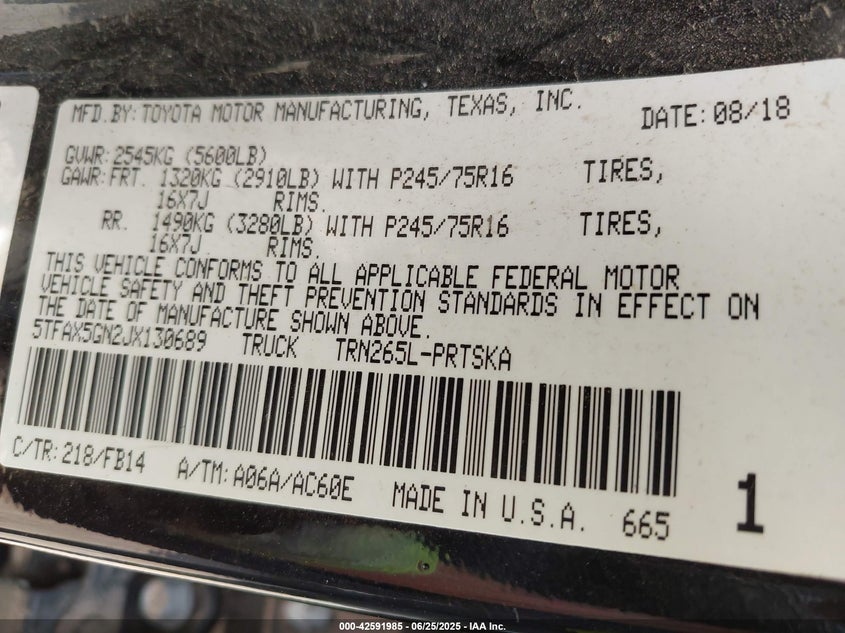 MFD.BY:TOYOTA MOTOR MANUFACTURING, TEXAS, INC. DATE:08/18
GVWR:2545KG (5600LB)
GAWR:FRT. 1320KG (2910LB) WITH P245/75R16 TIRES,
16X7J RIMS.
RR. 1490KG (3280LB) WITH P245/75R16 TIRES,
16X7J RIMS.
THIS VEHICLE CONFORMS TO ALL APPLICABLE FEDERAL MOTOR
VEHICLE SAFETY AND THEFT PREVENTION STANDARDS IN EFFECT ON
THE DATE OF MANUFACTURE SHOWN ABOVE.
5TFAX5GN2JX130689 TRUCK TRN265L-PRTSKA
C/TR:218/FB14 A/TM:A06A/AC60E MADE IN U.S.A. 665 1
000-42591985 - 06/25/2025 - IAA Inc.